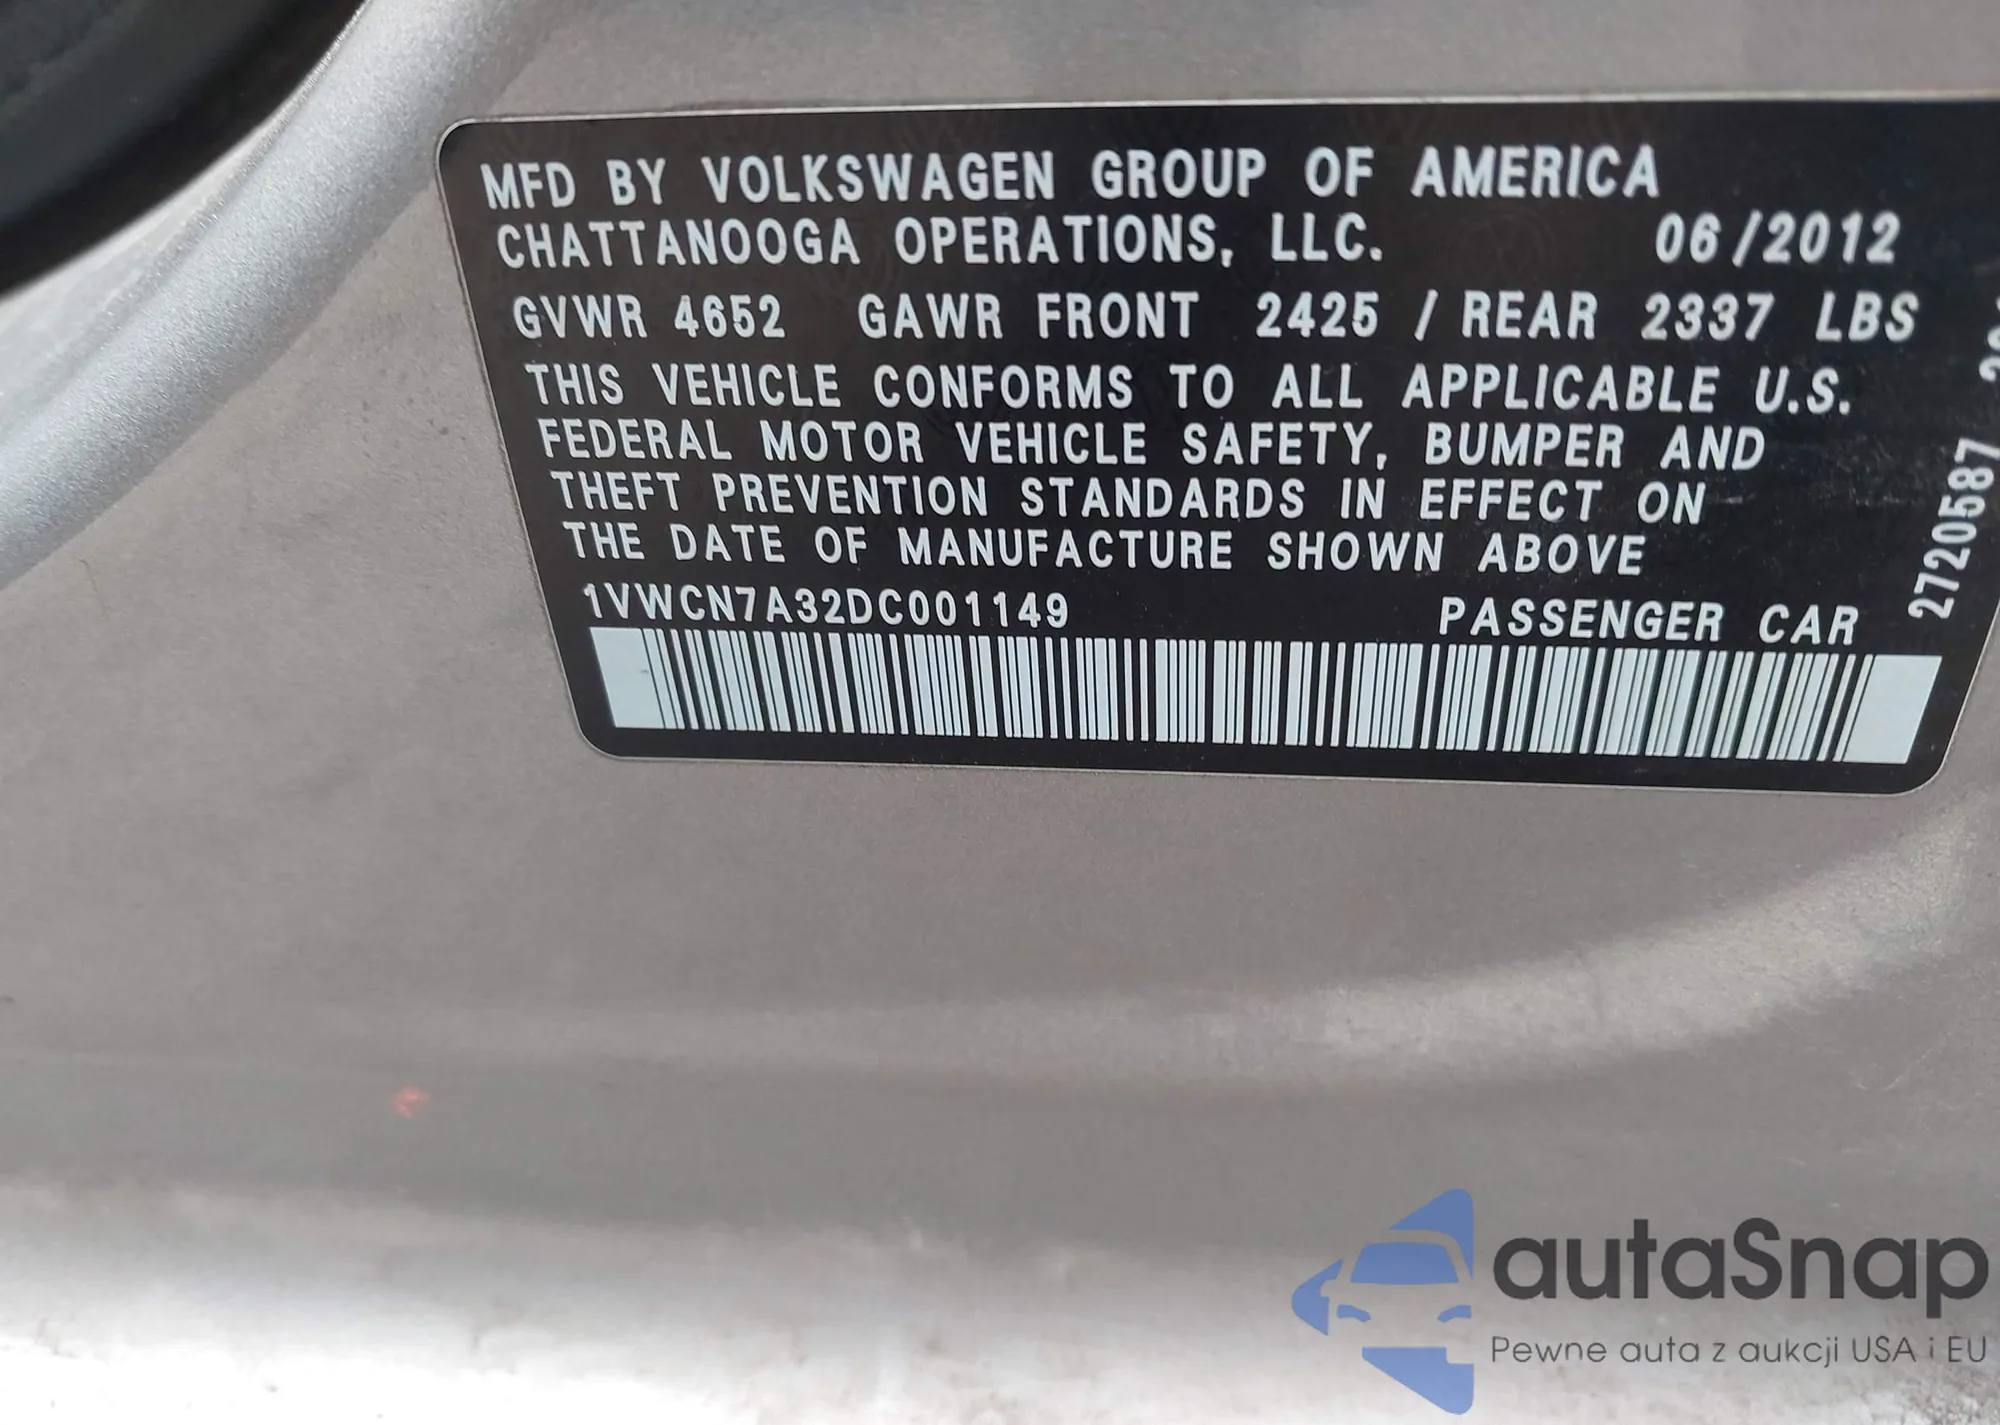 MFD BY VOLKSWAGEN GROUP OF AMERICA
CHATTANOOGA OPERATIONS, LLC. 06/2012
GVWR 4652 GAWR FRONT 2425 / REAR 2337 LBS
THIS VEHICLE CONFORMS TO ALL APPLICABLE U.S.
FEDERAL MOTOR VEHICLE SAFETY, BUMPER AND
THEFT PREVENTION STANDARDS IN EFFECT ON
THE DATE OF MANUFACTURE SHOWN ABOVE
1VWCN7A32DC001149 PASSENGER CAR
2720587
autaSnap
Pewne auta z aukcji USA i EU